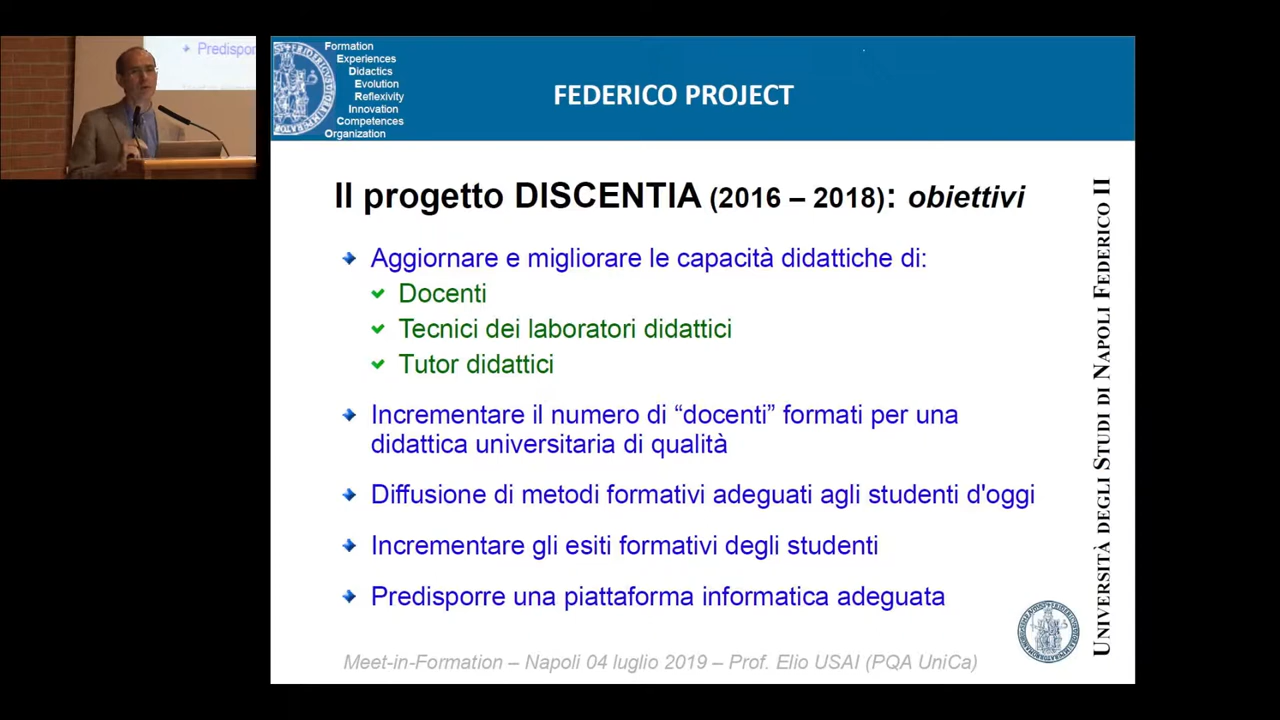 Predispor
Formation
Experiences
Didactics
Evolution
Reflexivity
Innovation
Competences
Organization
FEDERICO PROJECT
Il progetto DISCENTIA (2016 – 2018): obiettivi
Aggiornare e migliorare le capacità didattiche di:
Docenti
Tecnici dei laboratori didattici
Tutor didattici
Incrementare il numero di “docenti” formati per una
didattica universitaria di qualità
Diffusione di metodi formativi adeguati agli studenti d'oggi
Incrementare gli esiti formativi degli studenti
Predisporre una piattaforma informatica adeguata
Meet-in-Formation – Napoli 04 luglio 2019 – Prof. Elio USAI (PQA UniCa)
UNIVERSITÀ DEGLI STUDI DI NAPOLI FEDERICO II